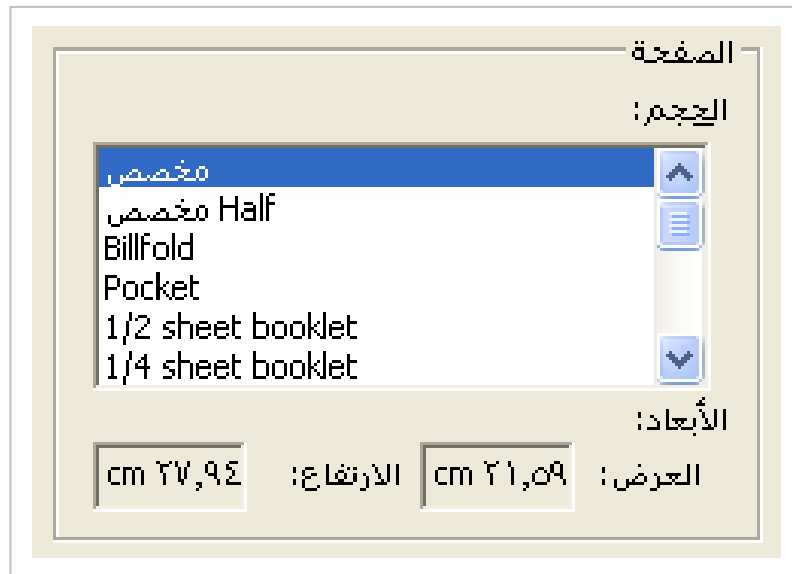 الصفحة
الحجم:
مخصص
مخصص Half
Billfold
Pocket
1/2 sheet booklet
1/4 sheet booklet
الأبعاد:
العرض: ٢١,٥٩ cm الارتفاع: ٢٧,٩٤ cm